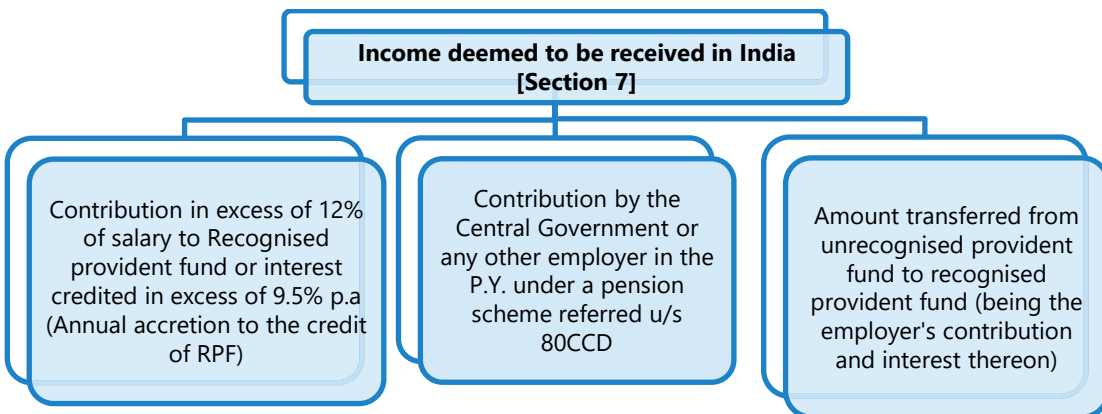 Income deemed to be received in India
[Section 7]
Contribution in excess of 12%
of salary to Recognised
provident fund or interest
credited in excess of 9.5% p.a
(Annual accretion to the credit
of RPF)
Contribution by the
Central Government or
any other employer in the
P.Y. under a pension
scheme referred u/s
80CCD
Amount transferred from
unrecognised provident
fund to recognised
provident fund (being the
employer's contribution
and interest thereon)